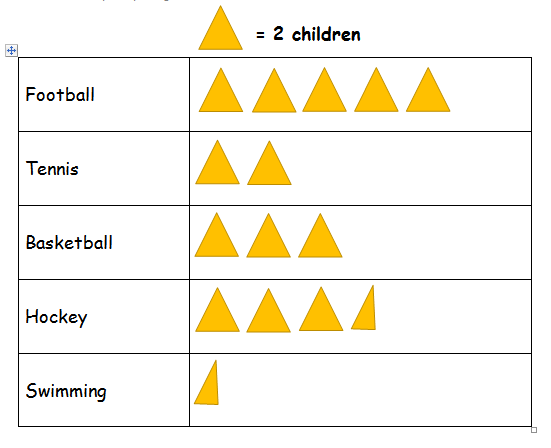 = 2 children
Football
Tennis
Basketball
Hockey
Swimming